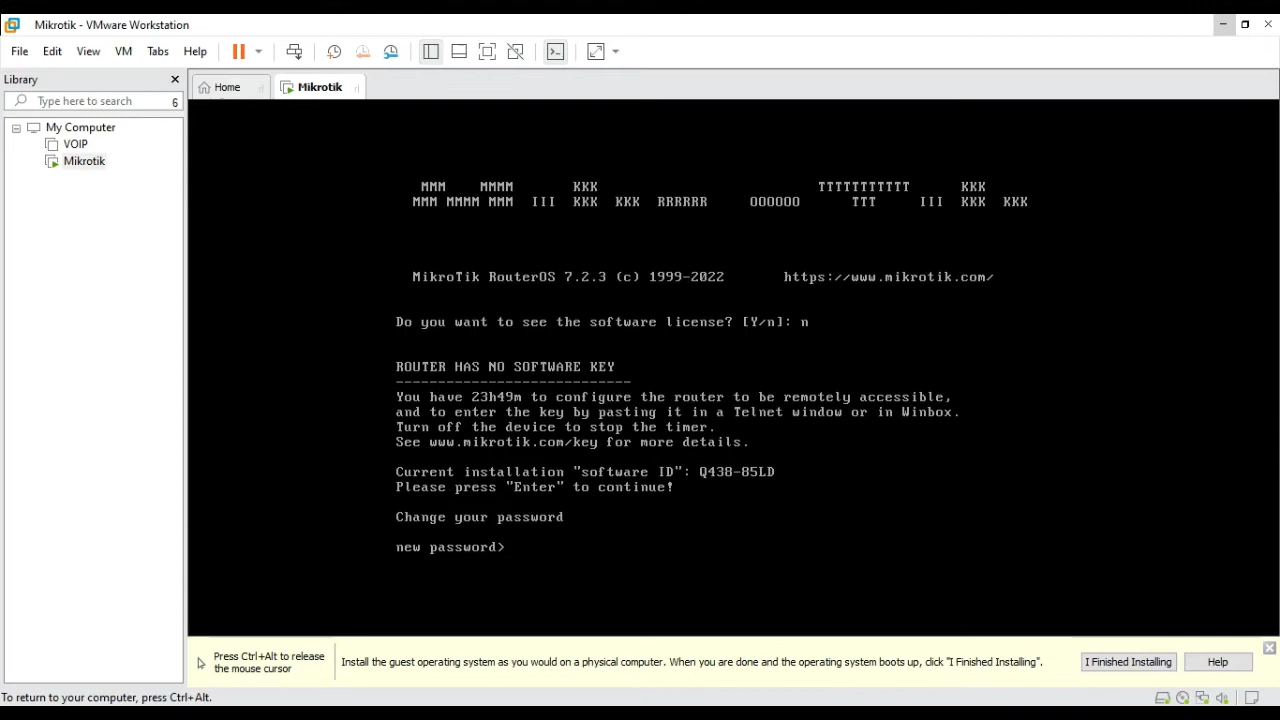 Mikrotik - VMware Workstation
File Edit View VM Tabs Help
Library
Type here to search 6
My Computer
VOIP
Mikrotik
Home Mikrotik
MMM MMMM KKK TTTTTTTTTTT KKK
MMM MMMM MMM III KKK KKK RRRRRR OOOOOO TTT III KKK KKK
MikroTik RouterOS 7.2.3 (c) 1999-2022 https://www.mikrotik.com/
Do you want to see the software license? [Y/n]: n
ROUTER HAS NO SOFTWARE KEY
----------------------------
You have 23h49m to configure the router to be remotely accessible,
and to enter the key by pasting it in a Telnet window or in Winbox.
Turn off the device to stop the timer.
See www.mikrotik.com/key for more details.
Current installation "software ID": Q438-85LD
Please press "Enter" to continue!
Change your password
new password>
Press Ctrl+Alt to release
the mouse cursor
Install the guest operating system as you would on a physical computer. When you are done and the operating system boots up, click "I Finished Installing".
I Finished Installing Help
To return to your computer, press Ctrl+Alt.